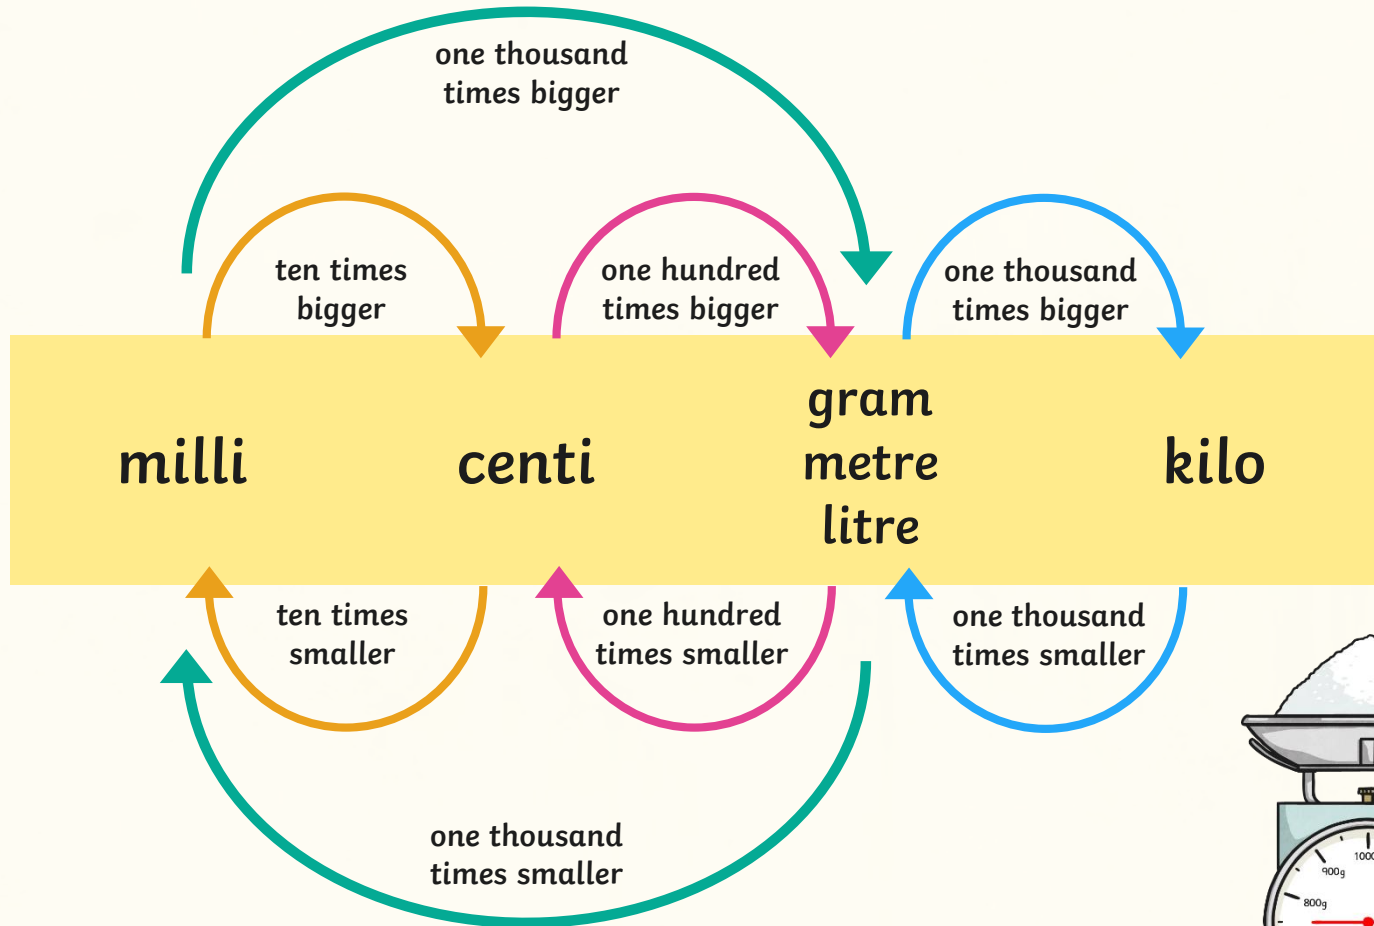 one thousand
times bigger
ten times
bigger
one hundred
times bigger
one thousand
times bigger
milli
centi
gram
metre
litre
kilo
ten times
smaller
one hundred
times smaller
one thousand
times smaller
one thousand
times smaller
900g
800g